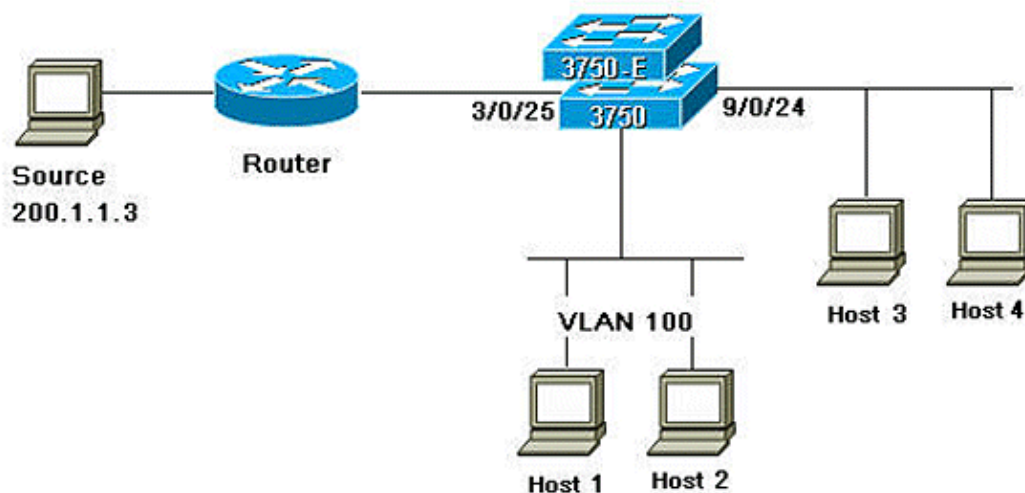 3750-E
3/0/25
3750
9/0/24
Router
Source
200.1.1.3
Host 3
Host 4
VLAN 100
Host 1
Host 2